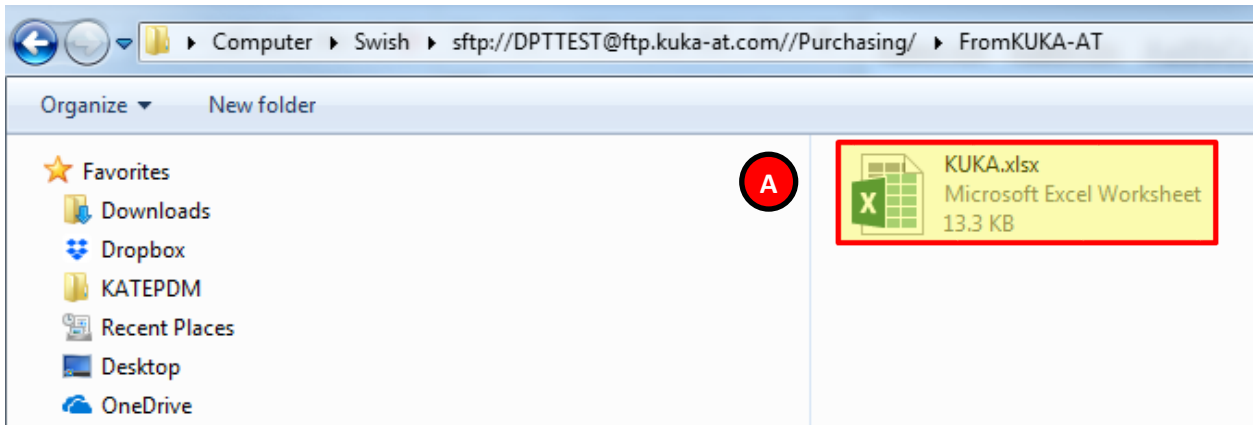 Computer Swish sftp://DPTTEST@ftp.kuka-at.com//Purchasing/ FromKUKA-AT
Organize New folder
Favorites
Downloads
Dropbox
KATEPDM
Recent Places
Desktop
OneDrive
A
KUKA.xlsx
Microsoft Excel Worksheet
13.3 KB